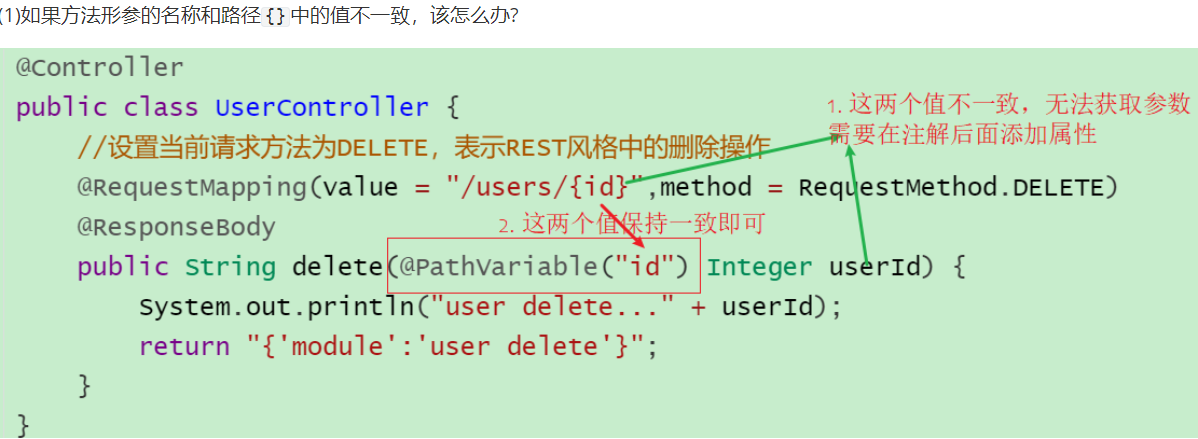 (1)如果方法形参的名称和路径{}中的值不一致，该怎么办?
@Controller
public class UserController {
1. 这两个值不一致，无法获取参数
需要在注解后面添加属性
//设置当前请求方法为DELETE，表示REST风格中的删除操作
@RequestMapping(value = "/users/{id}",method = RequestMethod.DELETE)
2. 这两个值保持一致即可
@ResponseBody
public String delete(@PathVariable("id") Integer userId) {
System.out.println("user delete..." + userId);
return "{'module':'user delete'}";
}
}